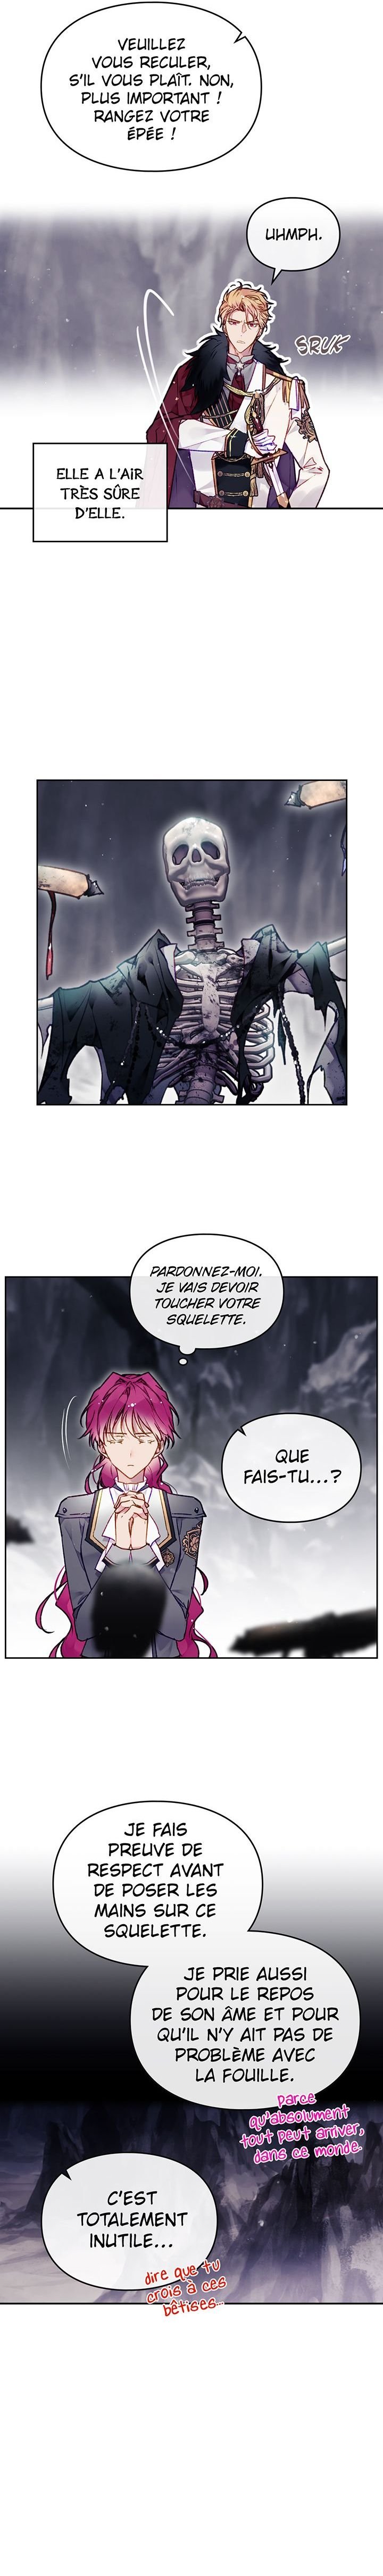 VEUILLEZ
VOUS RECULER,
S'IL VOUS PLAÎT. NON,
PLUS IMPORTANT !
RANGEZ VOTRE
ÉPÉE !
UHMPH.
SRUK
ELLE A L'AIR
TRÈS SÛRE
D'ELLE.
PARDONNEZ-MOI.
JE VAIS DEVOIR
TOUCHER VOTRE
SQUELETTE.
QUE
FAIS-TU...?
JE FAIS
PREUVE DE
RESPECT AVANT
DE POSER LES
MAINS SUR CE
SQUELETTE.
JE PRIE AUSSI
POUR LE REPOS
DE SON ÂME ET POUR
QU'IL N'Y AIT PAS DE
PROBLÈME AVEC
LA FOUILLE.
parce
qu'absolument
tout peut arriver,
dans ce monde.
C'EST
TOTALEMENT
INUTILE...
dire que tu
crois à ces
bêtises...